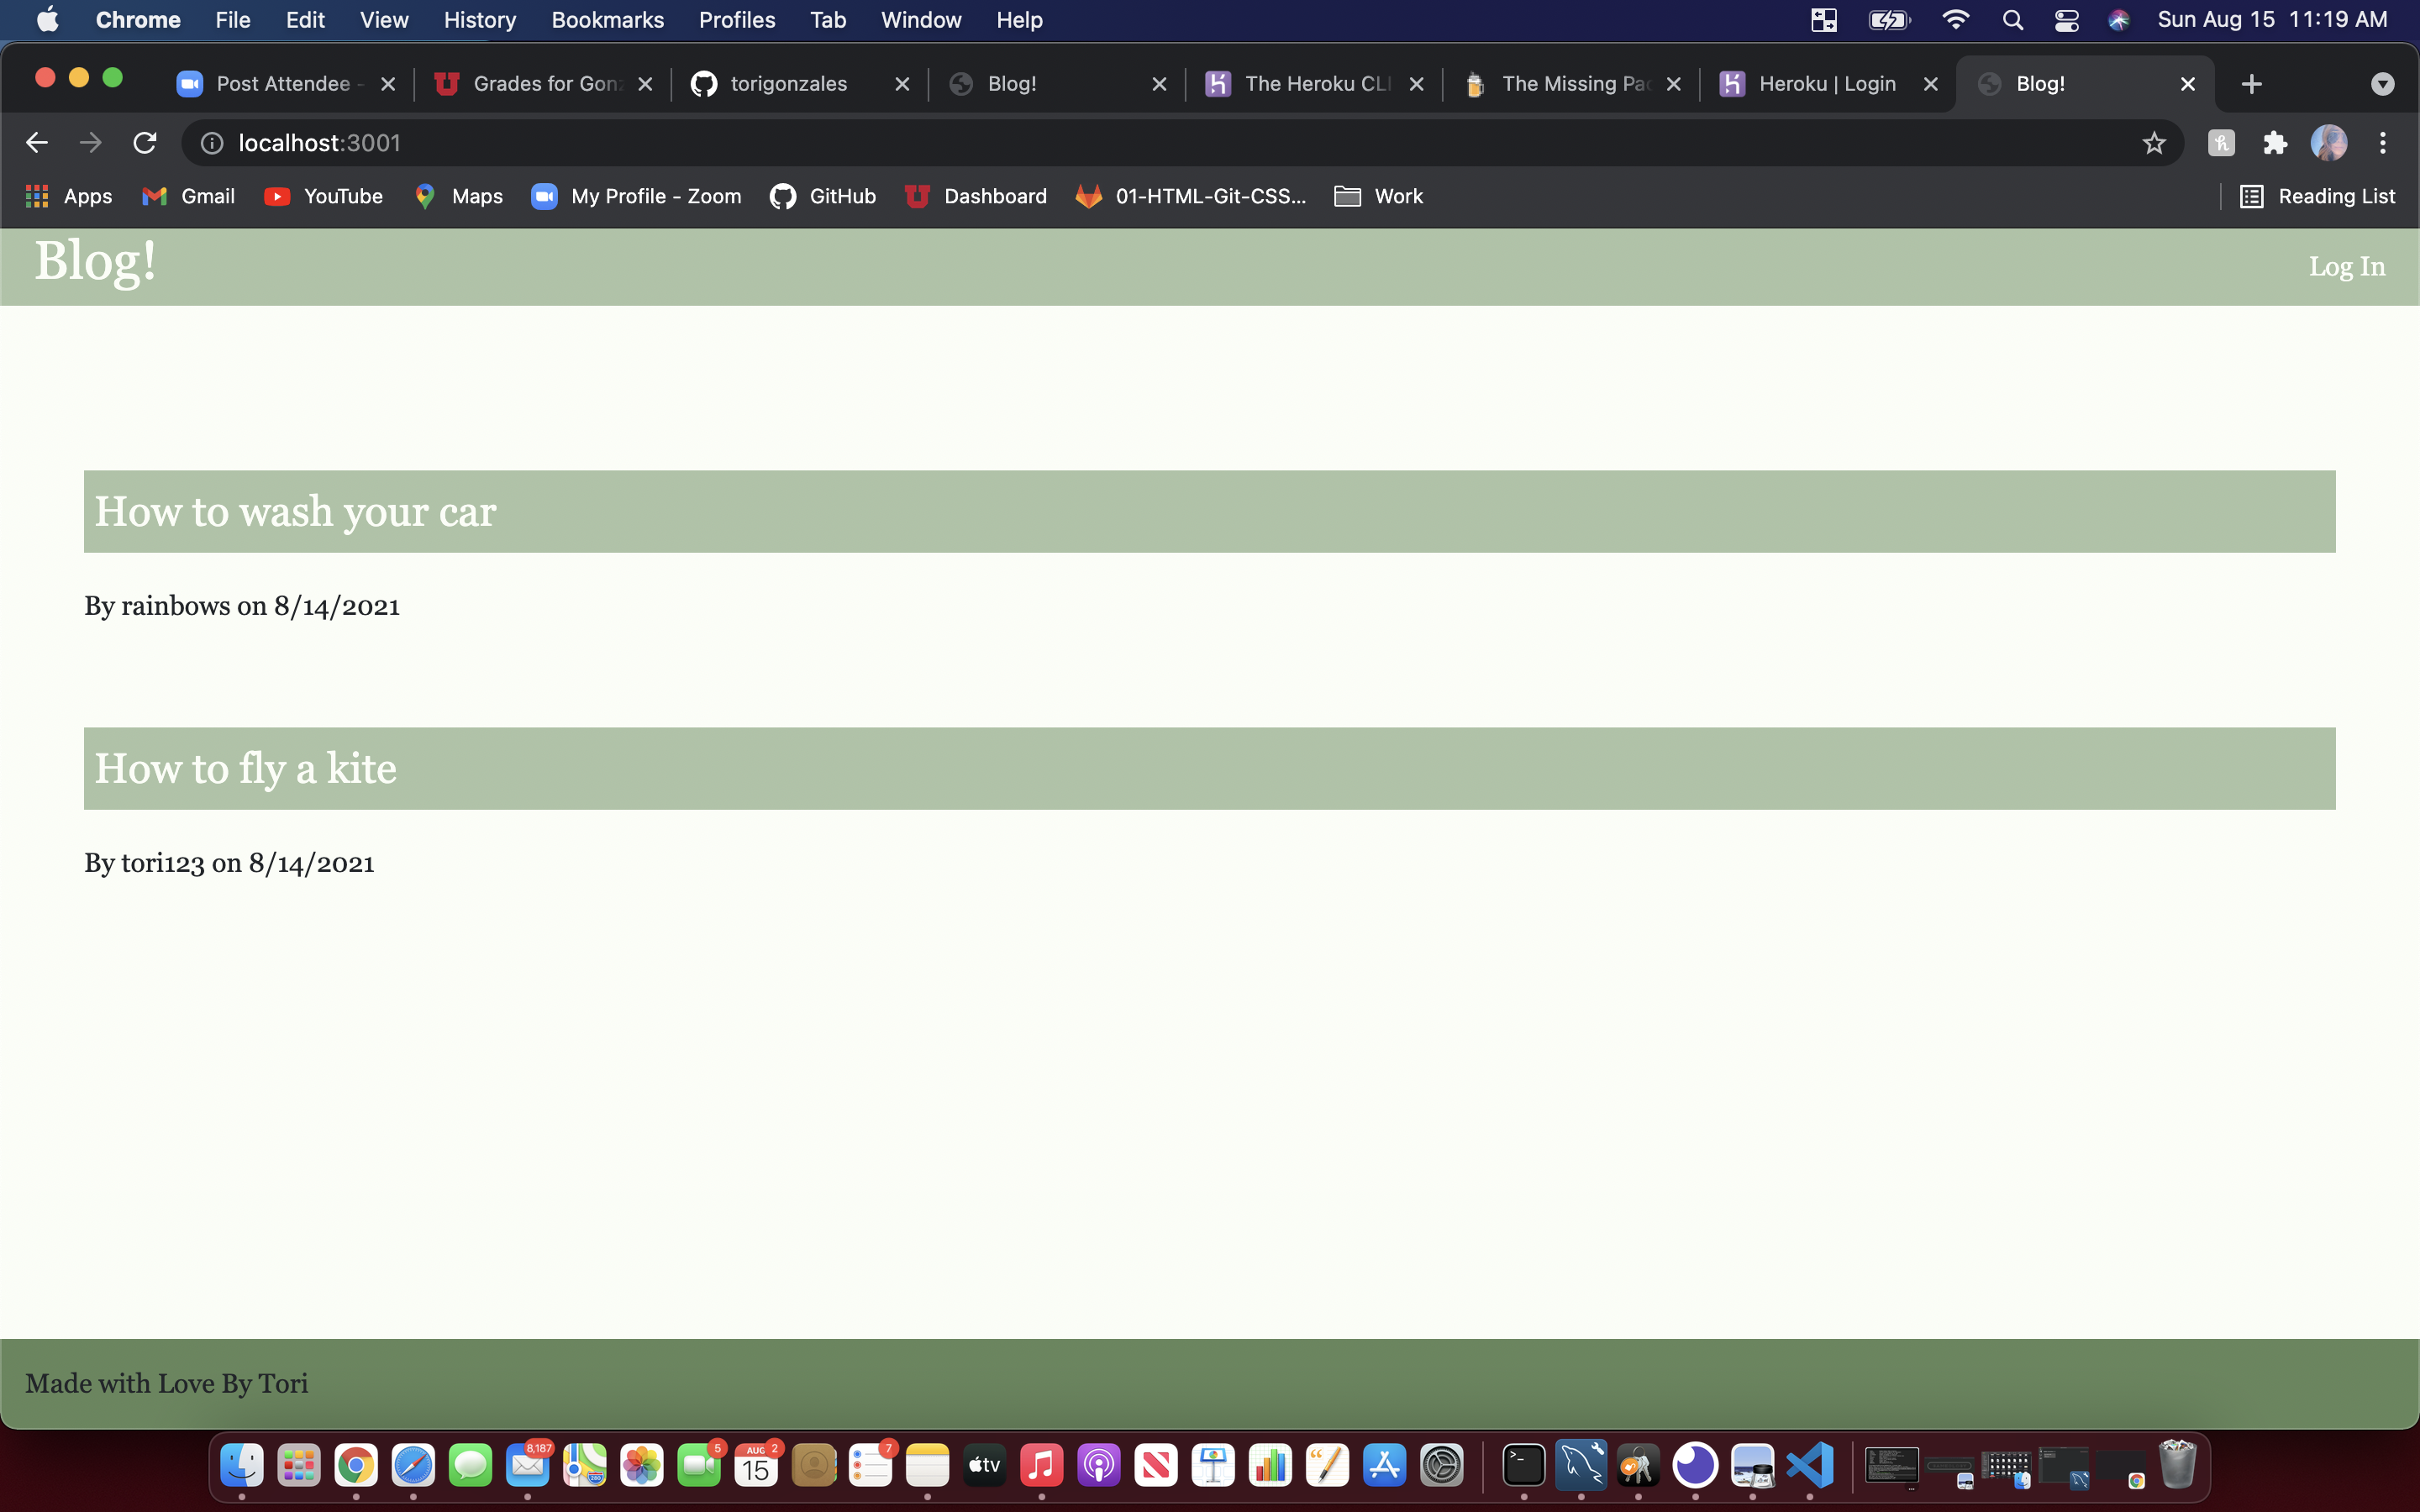 Chrome File Edit View History Bookmarks Profiles Tab Window Help Sun Aug 15 11:19 AM
Post Attendee - Grades for Gonz torigonzales Blog! The Heroku CLI The Missing Pac Heroku | Login Blog!
localhost:3001
Apps Gmail YouTube Maps My Profile - Zoom GitHub Dashboard 01-HTML-Git-CSS... Work Reading List
Blog! Log In
How to wash your car
By rainbows on 8/14/2021
How to fly a kite
By tori123 on 8/14/2021
Made with Love By Tori
8,187 5 AUG 2 7
15 tv